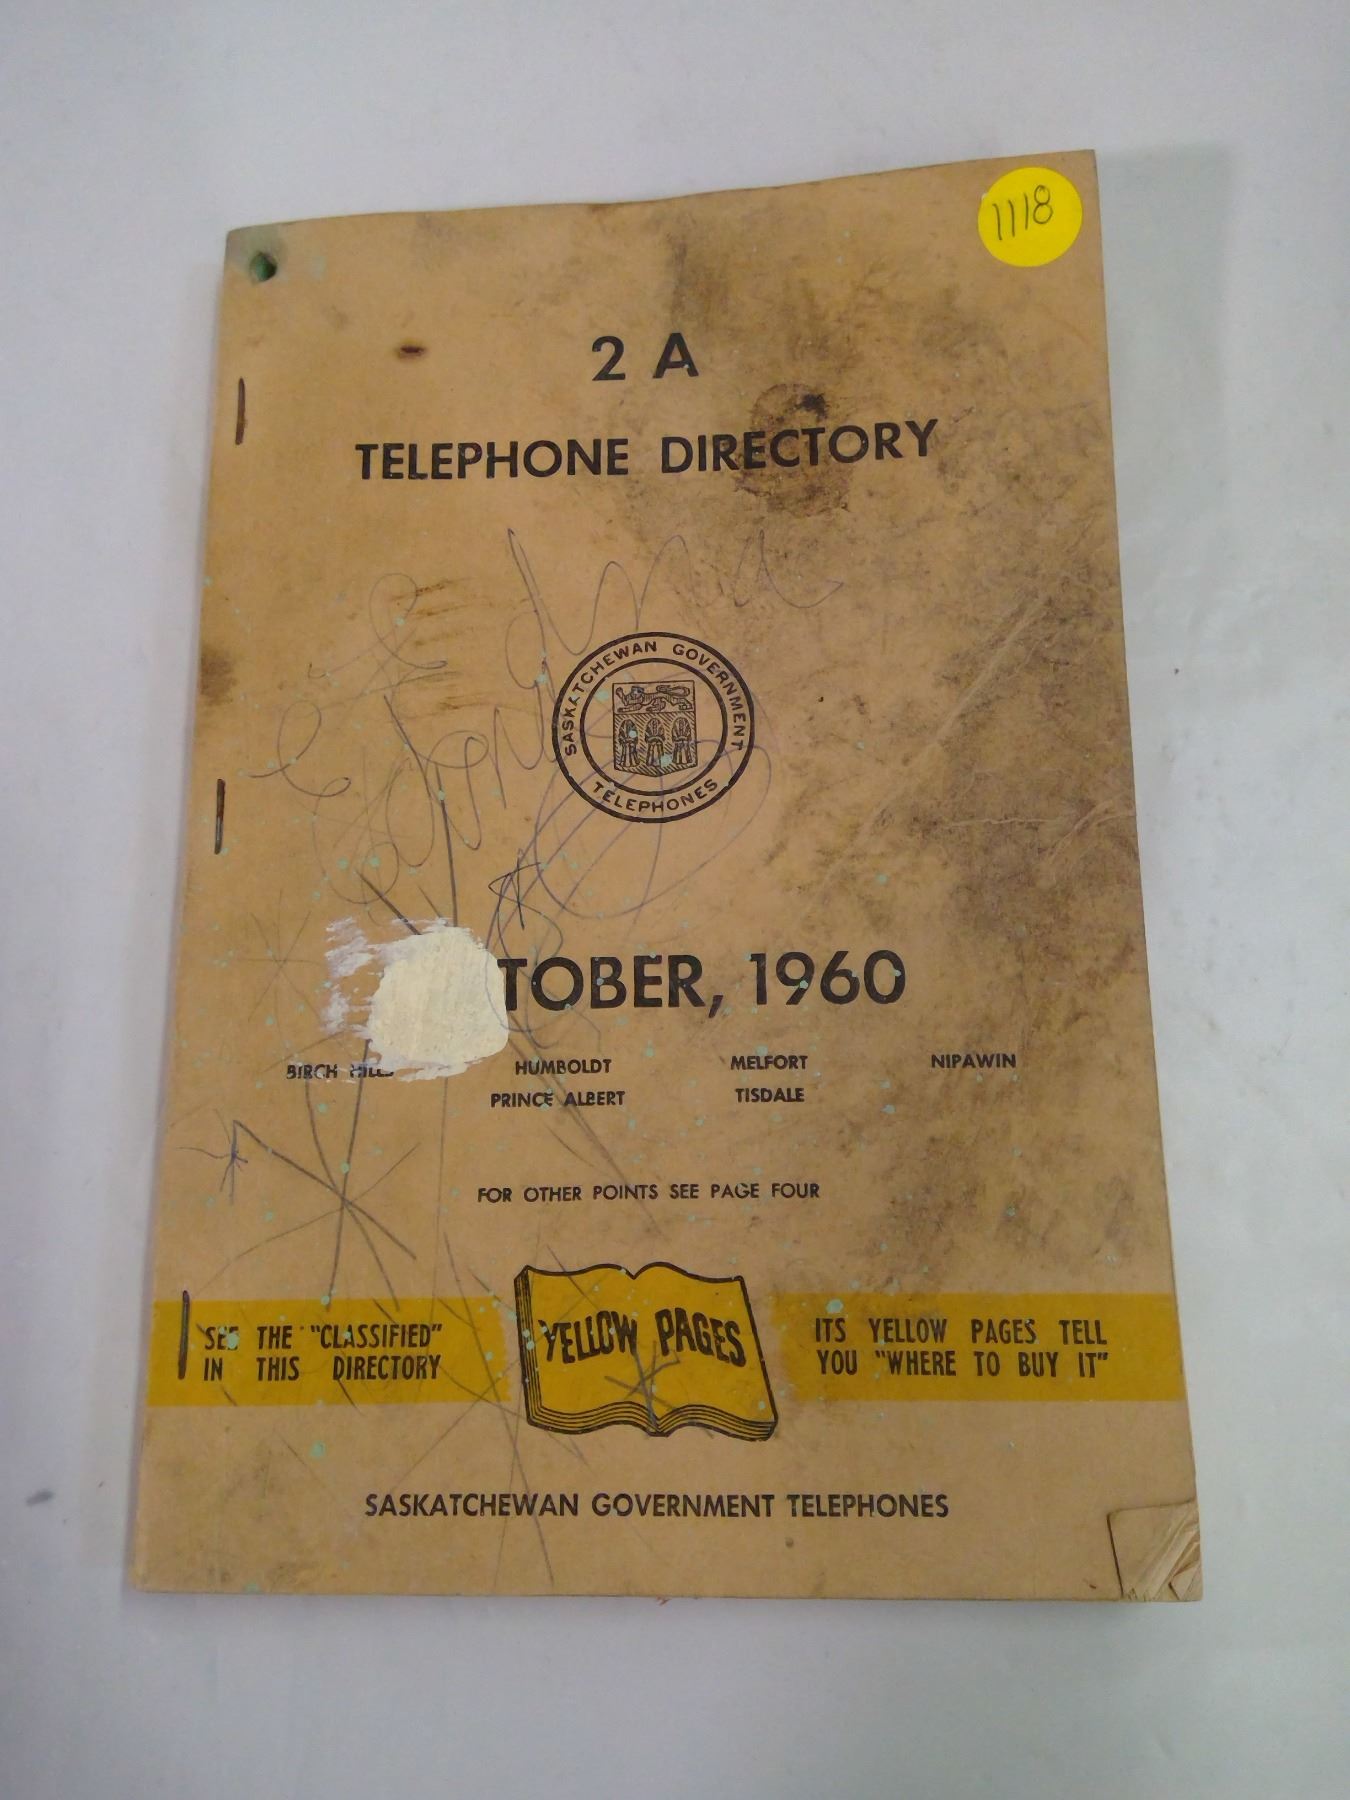 1118
2 A
TELEPHONE DIRECTORY
SASKATCHEWAN GOVERNMENT
TELEPHONES
TOBER, 1960
BIRCH HILLS HUMBOLDT MELFORT NIPAWIN
PRINCE ALBERT TISDALE
FOR OTHER POINTS SEE PAGE FOUR
YELLOW PAGES
SEE THE "CLASSIFIED"
IN THIS DIRECTORY
ITS YELLOW PAGES TELL
YOU "WHERE TO BUY IT"
SASKATCHEWAN GOVERNMENT TELEPHONES